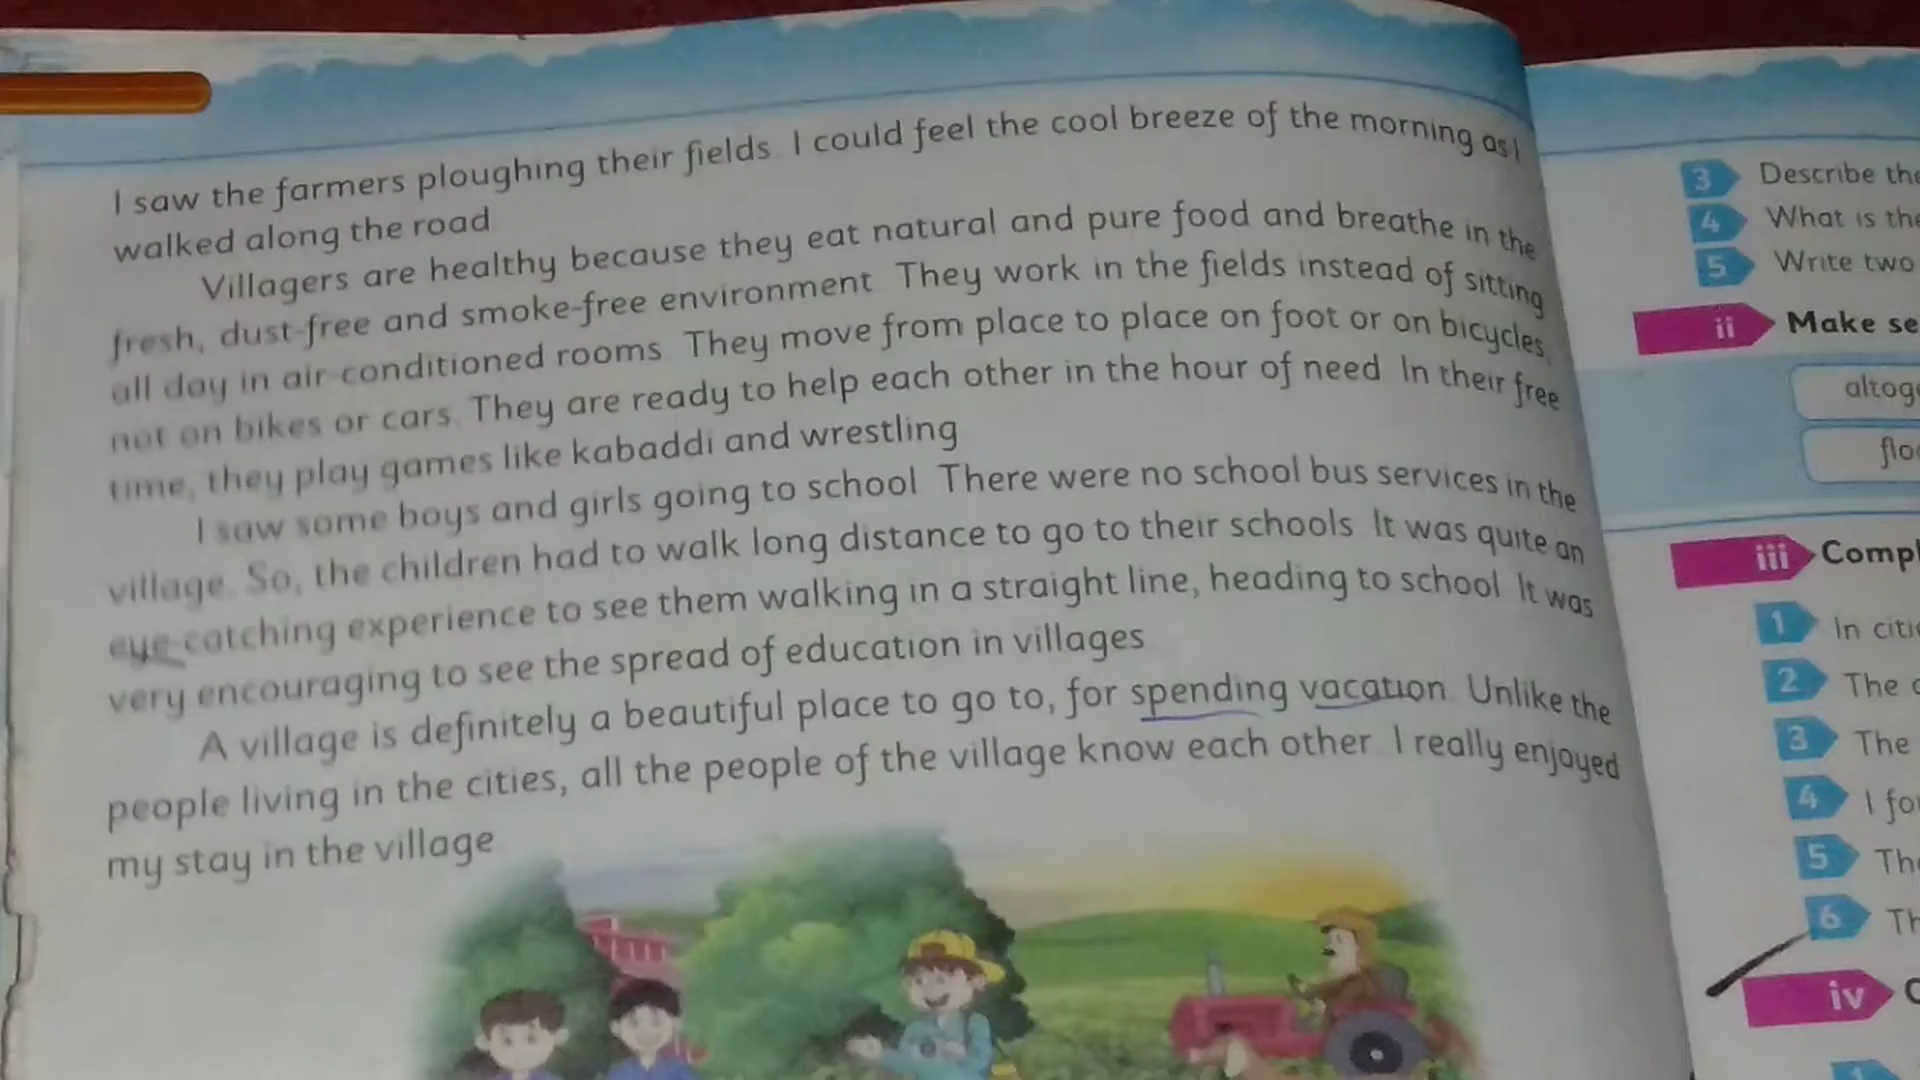 I saw the farmers ploughing their fields I could feel the cool breeze of the morning as I
walked along the road
Villagers are healthy because they eat natural and pure food and breathe in the
fresh, dust-free and smoke-free environment They work in the fields instead of sitting
all day in air-conditioned rooms They move from place to place on foot or on bicycles,
not on bikes or cars. They are ready to help each other in the hour of need In their free
time, they play games like kabaddi and wrestling
I saw some boys and girls going to school There were no school bus services in the
village. So, the children had to walk long distance to go to their schools It was quite an
eye-catching experience to see them walking in a straight line, heading to school It was
very encouraging to see the spread of education in villages
A village is definitely a beautiful place to go to, for spending vacation Unlike the
people living in the cities, all the people of the village know each other I really enjoyed
my stay in the village
3 Describe the
4 What is the
5 Write two
ii Make se
altoge
flo
iii Compl
1 In citi
2 The
3 The
4 I fo
5 The
6 Th
iv
1